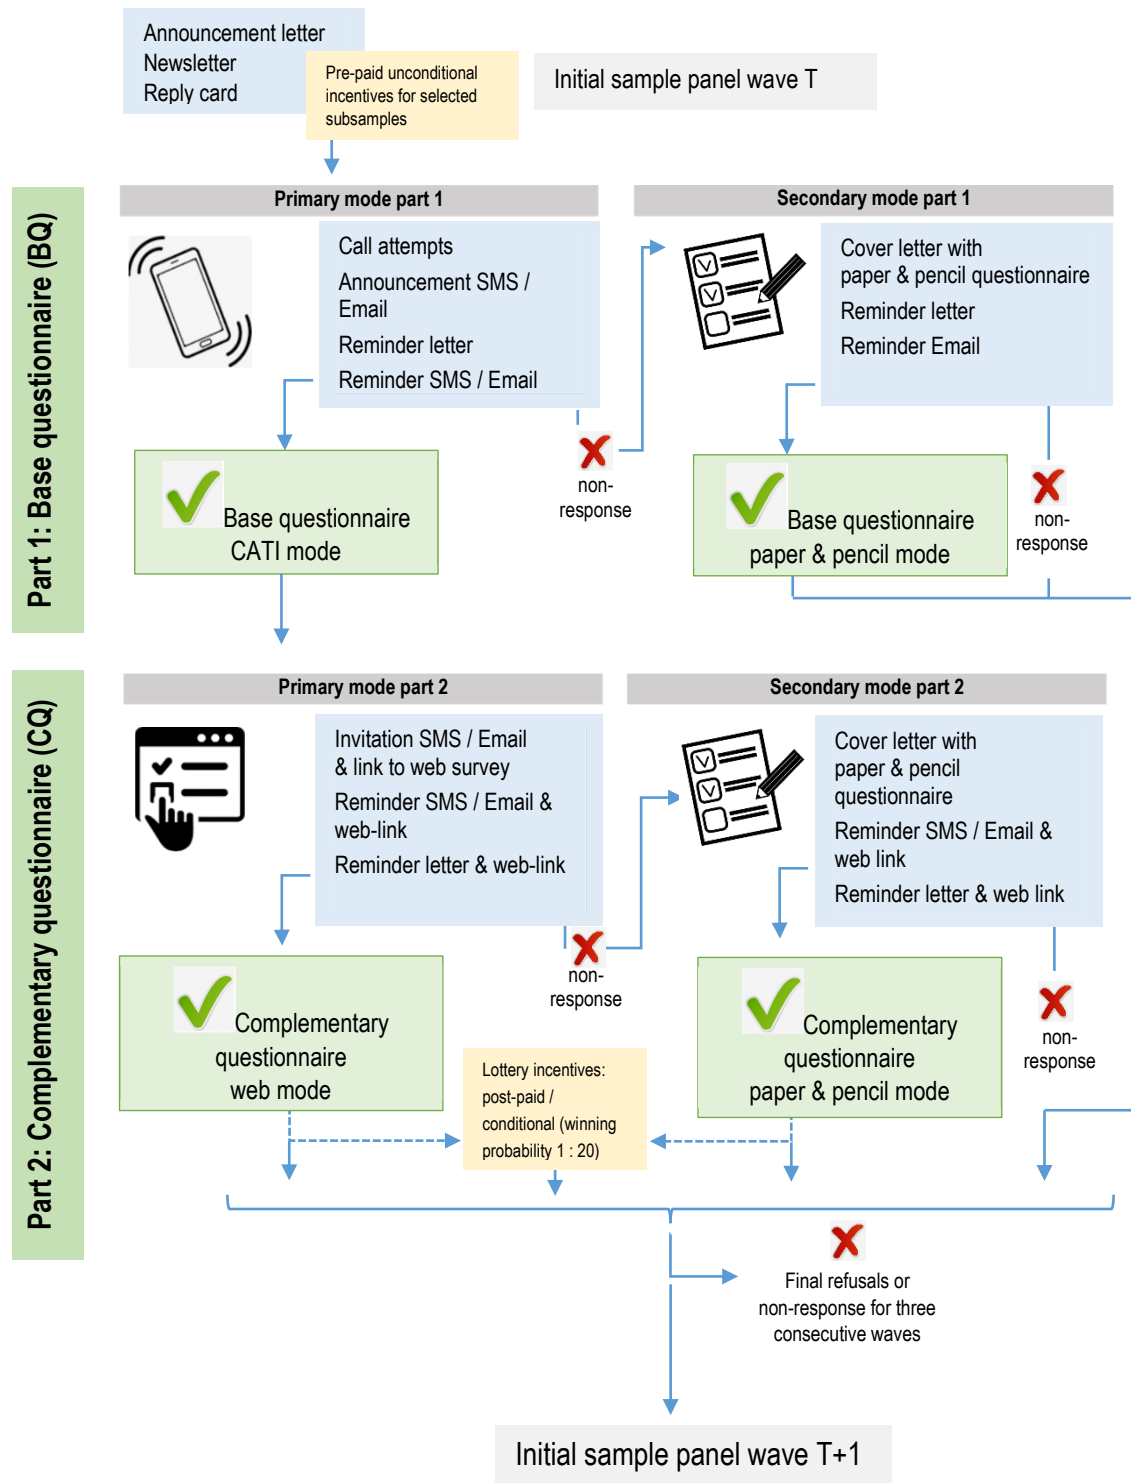 Announcement letter
Newsletter
Reply card
Pre-paid unconditional
incentives for selected
subsamples
Initial sample panel wave T
Part 1: Base questionnaire (BQ)
Primary mode part 1
Call attempts
Announcement SMS /
Email
Reminder letter
Reminder SMS / Email
non-
response
Base questionnaire
CATI mode
Secondary mode part 1
Cover letter with
paper & pencil questionnaire
Reminder letter
Reminder Email
non-
response
Base questionnaire
paper & pencil mode
Part 2: Complementary questionnaire (CQ)
Primary mode part 2
Invitation SMS / Email
& link to web survey
Reminder SMS / Email &
web-link
Reminder letter & web-link
non-
response
Complementary
questionnaire
web mode
Secondary mode part 2
Cover letter with
paper & pencil
questionnaire
Reminder SMS / Email &
web link
Reminder letter & web link
non-
response
Complementary
questionnaire
paper & pencil mode
Lottery incentives:
post-paid /
conditional (winning
probability 1 : 20)
Final refusals or
non-response for three
consecutive waves
Initial sample panel wave T+1